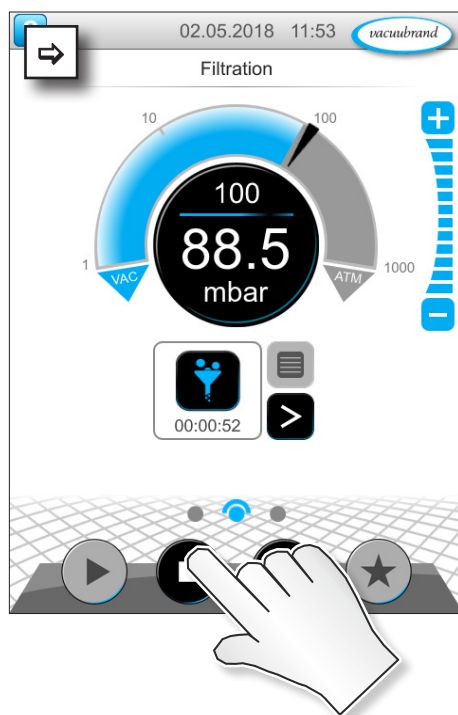 02.05.2018 11:53 vacuubrand
Filtration
10 100
100
88.5
mbar
1 VAC ATM 1000
00:00:52